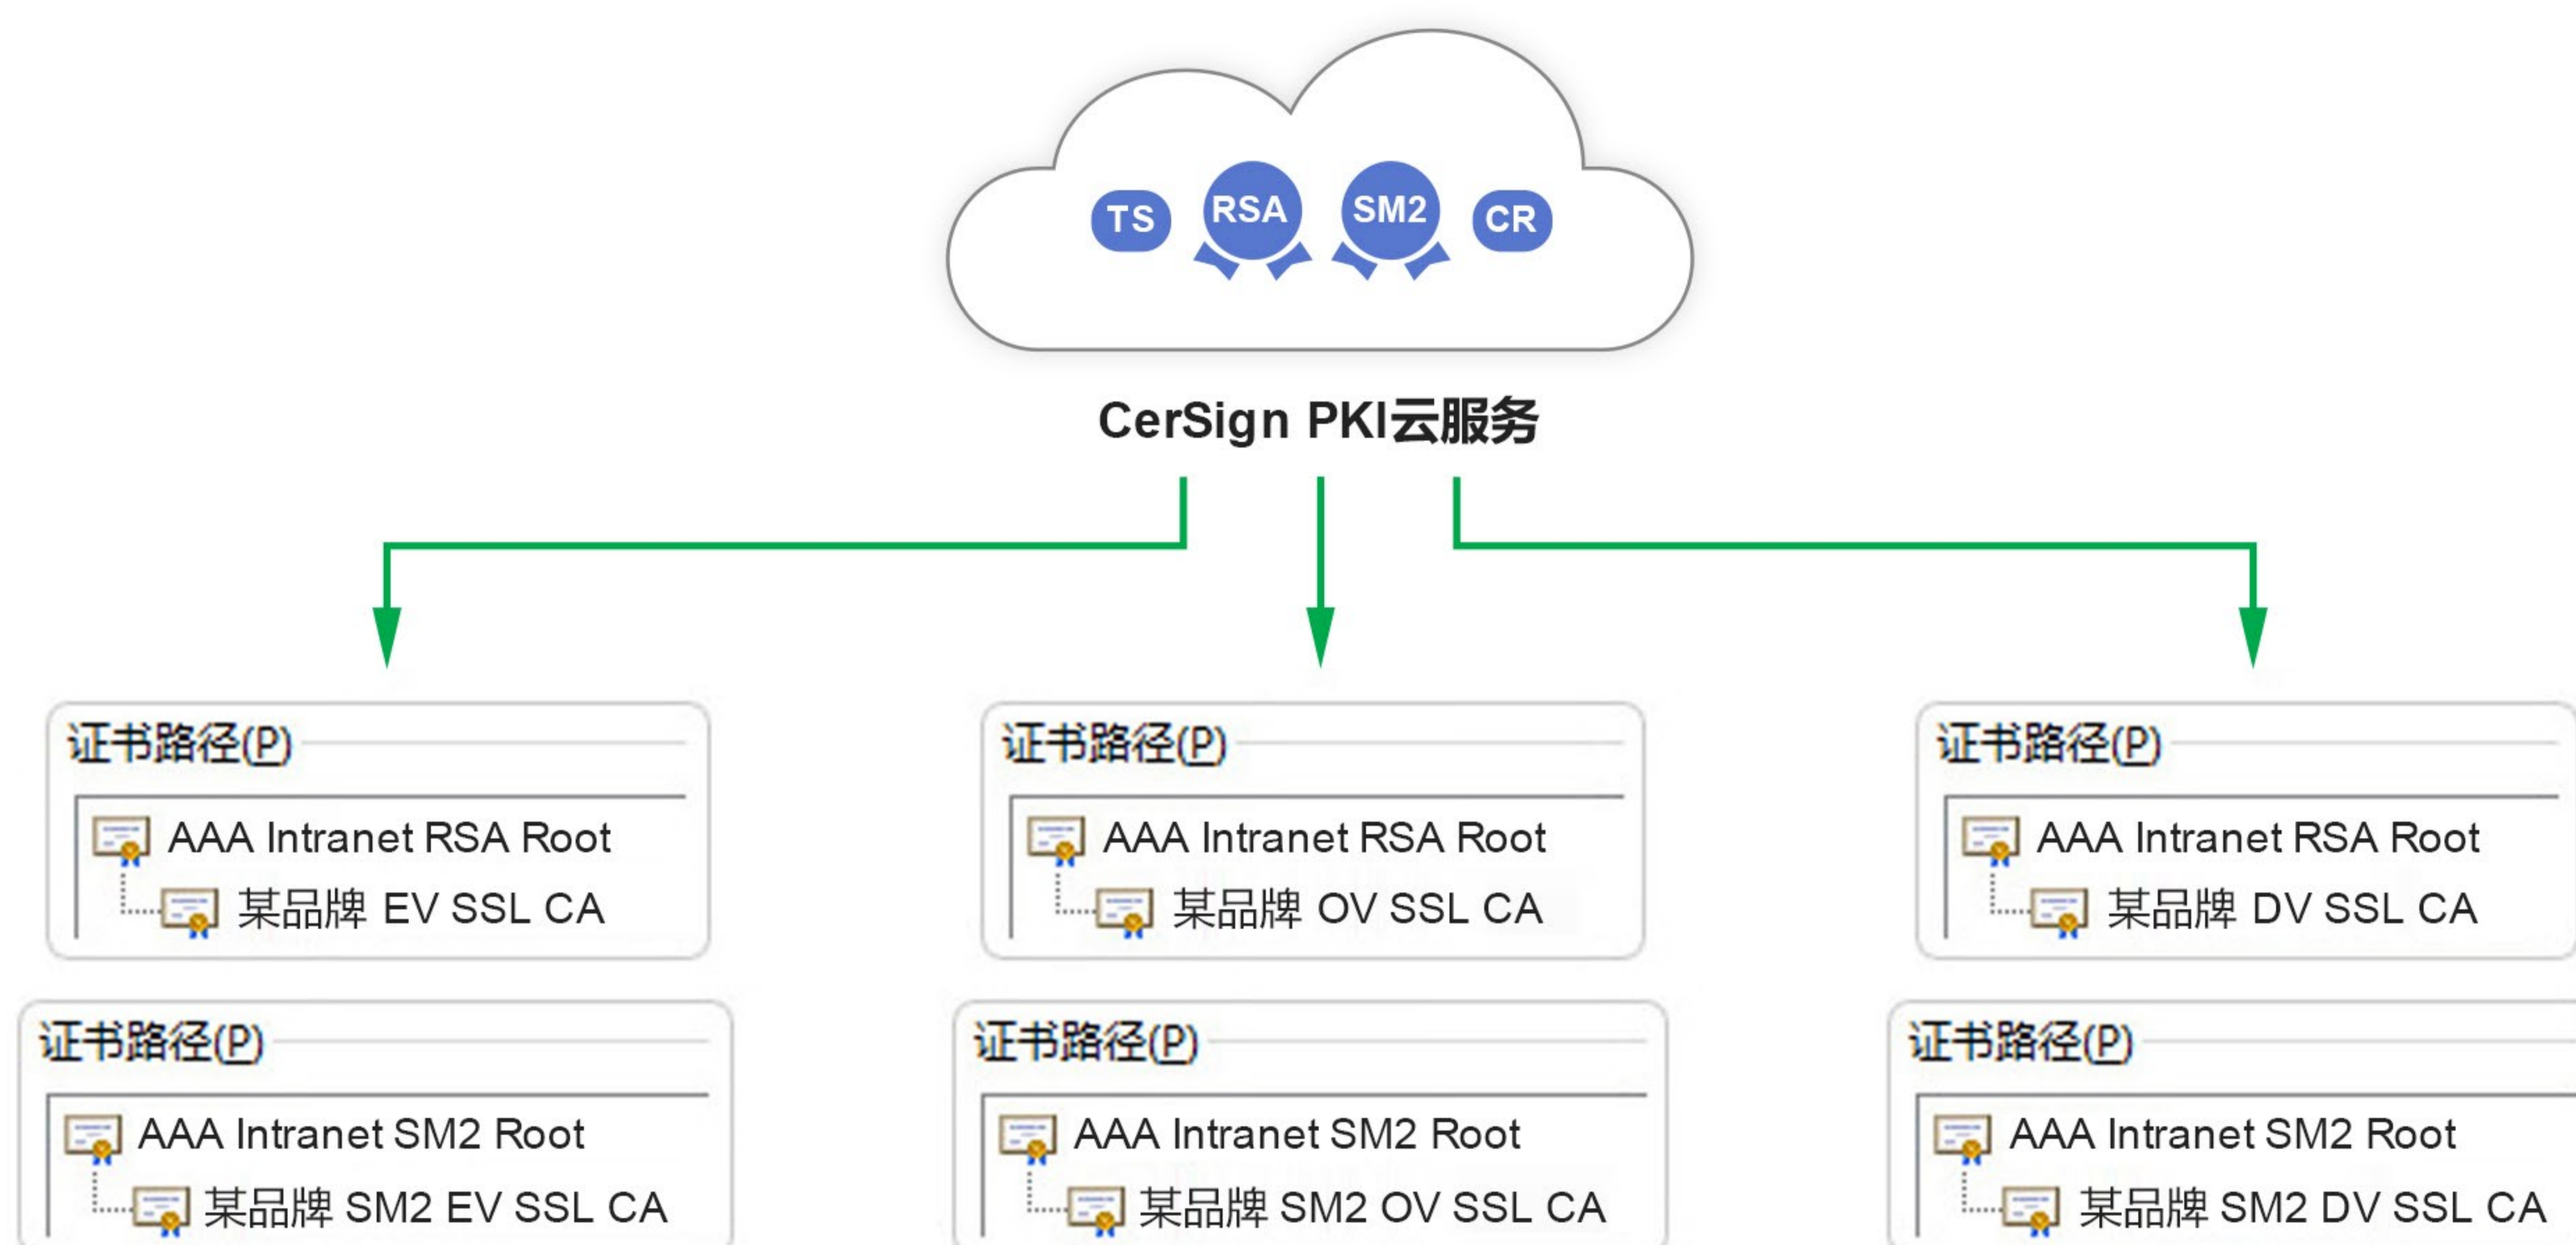 TS RSA SM2 CR
CerSign PKI云服务
证书路径(P)
AAA Intranet RSA Root
某品牌 EV SSL CA
证书路径(P)
AAA Intranet RSA Root
某品牌 OV SSL CA
证书路径(P)
AAA Intranet RSA Root
某品牌 DV SSL CA
证书路径(P)
AAA Intranet SM2 Root
某品牌 SM2 EV SSL CA
证书路径(P)
AAA Intranet SM2 Root
某品牌 SM2 OV SSL CA
证书路径(P)
AAA Intranet SM2 Root
某品牌 SM2 DV SSL CA